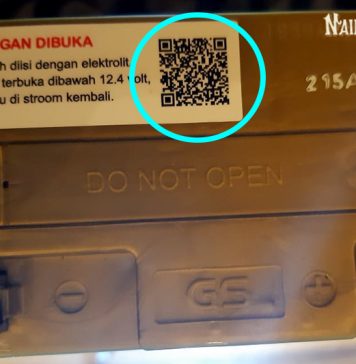 GAN DIBUKA
h diisi dengan elektrolit.
terbuka dibawah 12.4 volt,
u di stroom kembali.
215A
DO NOT OPEN
GS